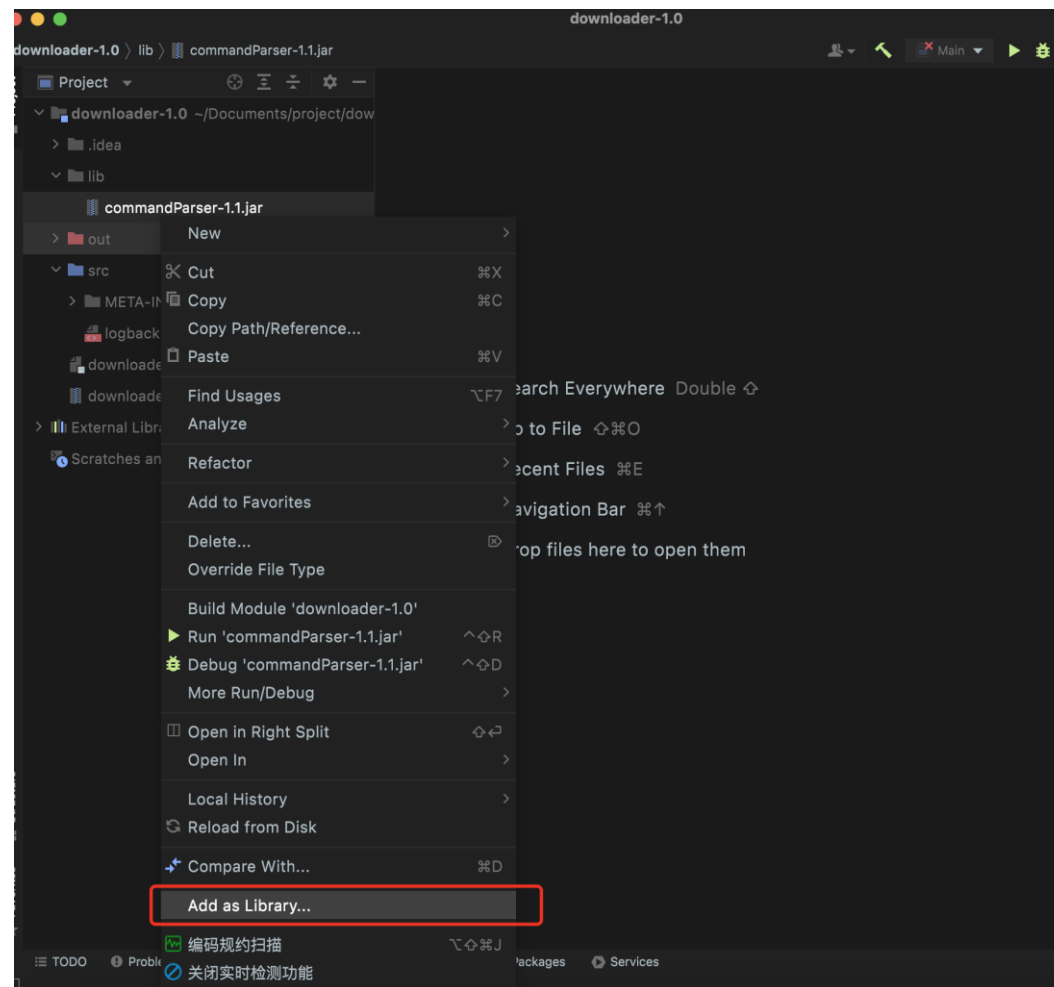 downloader-1.0
downloader-1.0 〉 lib 〉 commandParser-1.1.jar
Main
Project
downloader-1.0 ~/Documents/project/dow
.idea
lib
commandParser-1.1.jar
out
src
META-IN
logback
downloade
downloade
External Libra
Scratches an
New
Cut ⌘X
Copy ⌘C
Copy Path/Reference...
Paste ⌘V
Find Usages ⌥F7
Analyze
Refactor
Add to Favorites
Delete... ⌦
Override File Type
Build Module 'downloader-1.0'
Run 'commandParser-1.1.jar' ^⇧R
Debug 'commandParser-1.1.jar' ^⇧D
More Run/Debug
Open in Right Split ⇧⏎
Open In
Local History
Reload from Disk
Compare With... ⌘D
Add as Library...
编码规约扫描 ⌥⇧⌘J
关闭实时检测功能
earch Everywhere Double ⇧
o to File ⇧⌘O
ecent Files ⌘E
avigation Bar ⌘↑
rop files here to open them
TODO Proble ackages Services